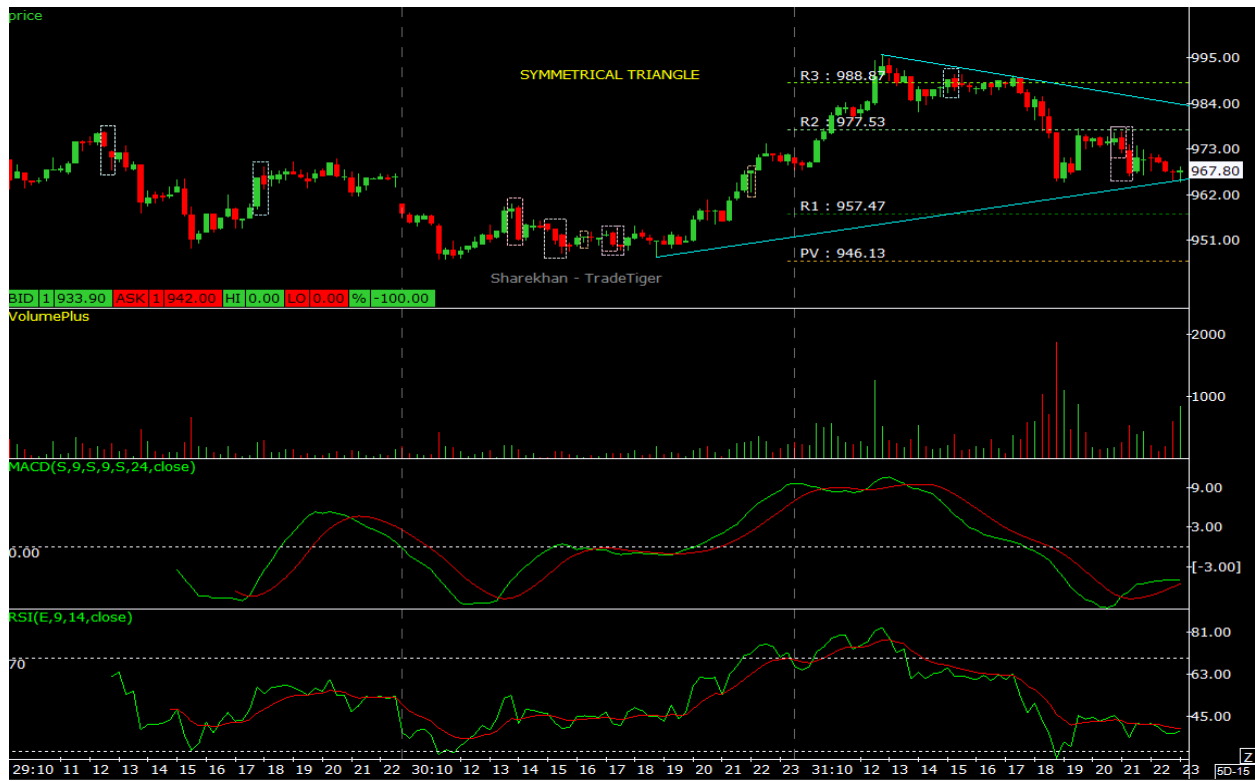 price
SYMMETRICAL TRIANGLE
995.00
R3 : 988.87
984.00
R2 : 977.53
973.00
967.80
962.00
R1 : 957.47
951.00
PV : 946.13
Sharekhan - TradeTiger
BID 1 933.90 ASK 1 942.00 HI 0.00 LO 0.00 % -100.00
VolumePlus
2000
1000
MACD(S,9,S,9,S,24,close)
9.00
3.00
0.00
[-3.00]
RSI(E,9,14,close)
81.00
70
63.00
45.00
Z
29:10 11 12 13 14 15 16 17 18 19 20 21 22 30:10 11 12 13 14 15 16 17 18 19 20 21 22 23 31:10 11 12 13 14 15 16 17 18 19 20 21 22 23